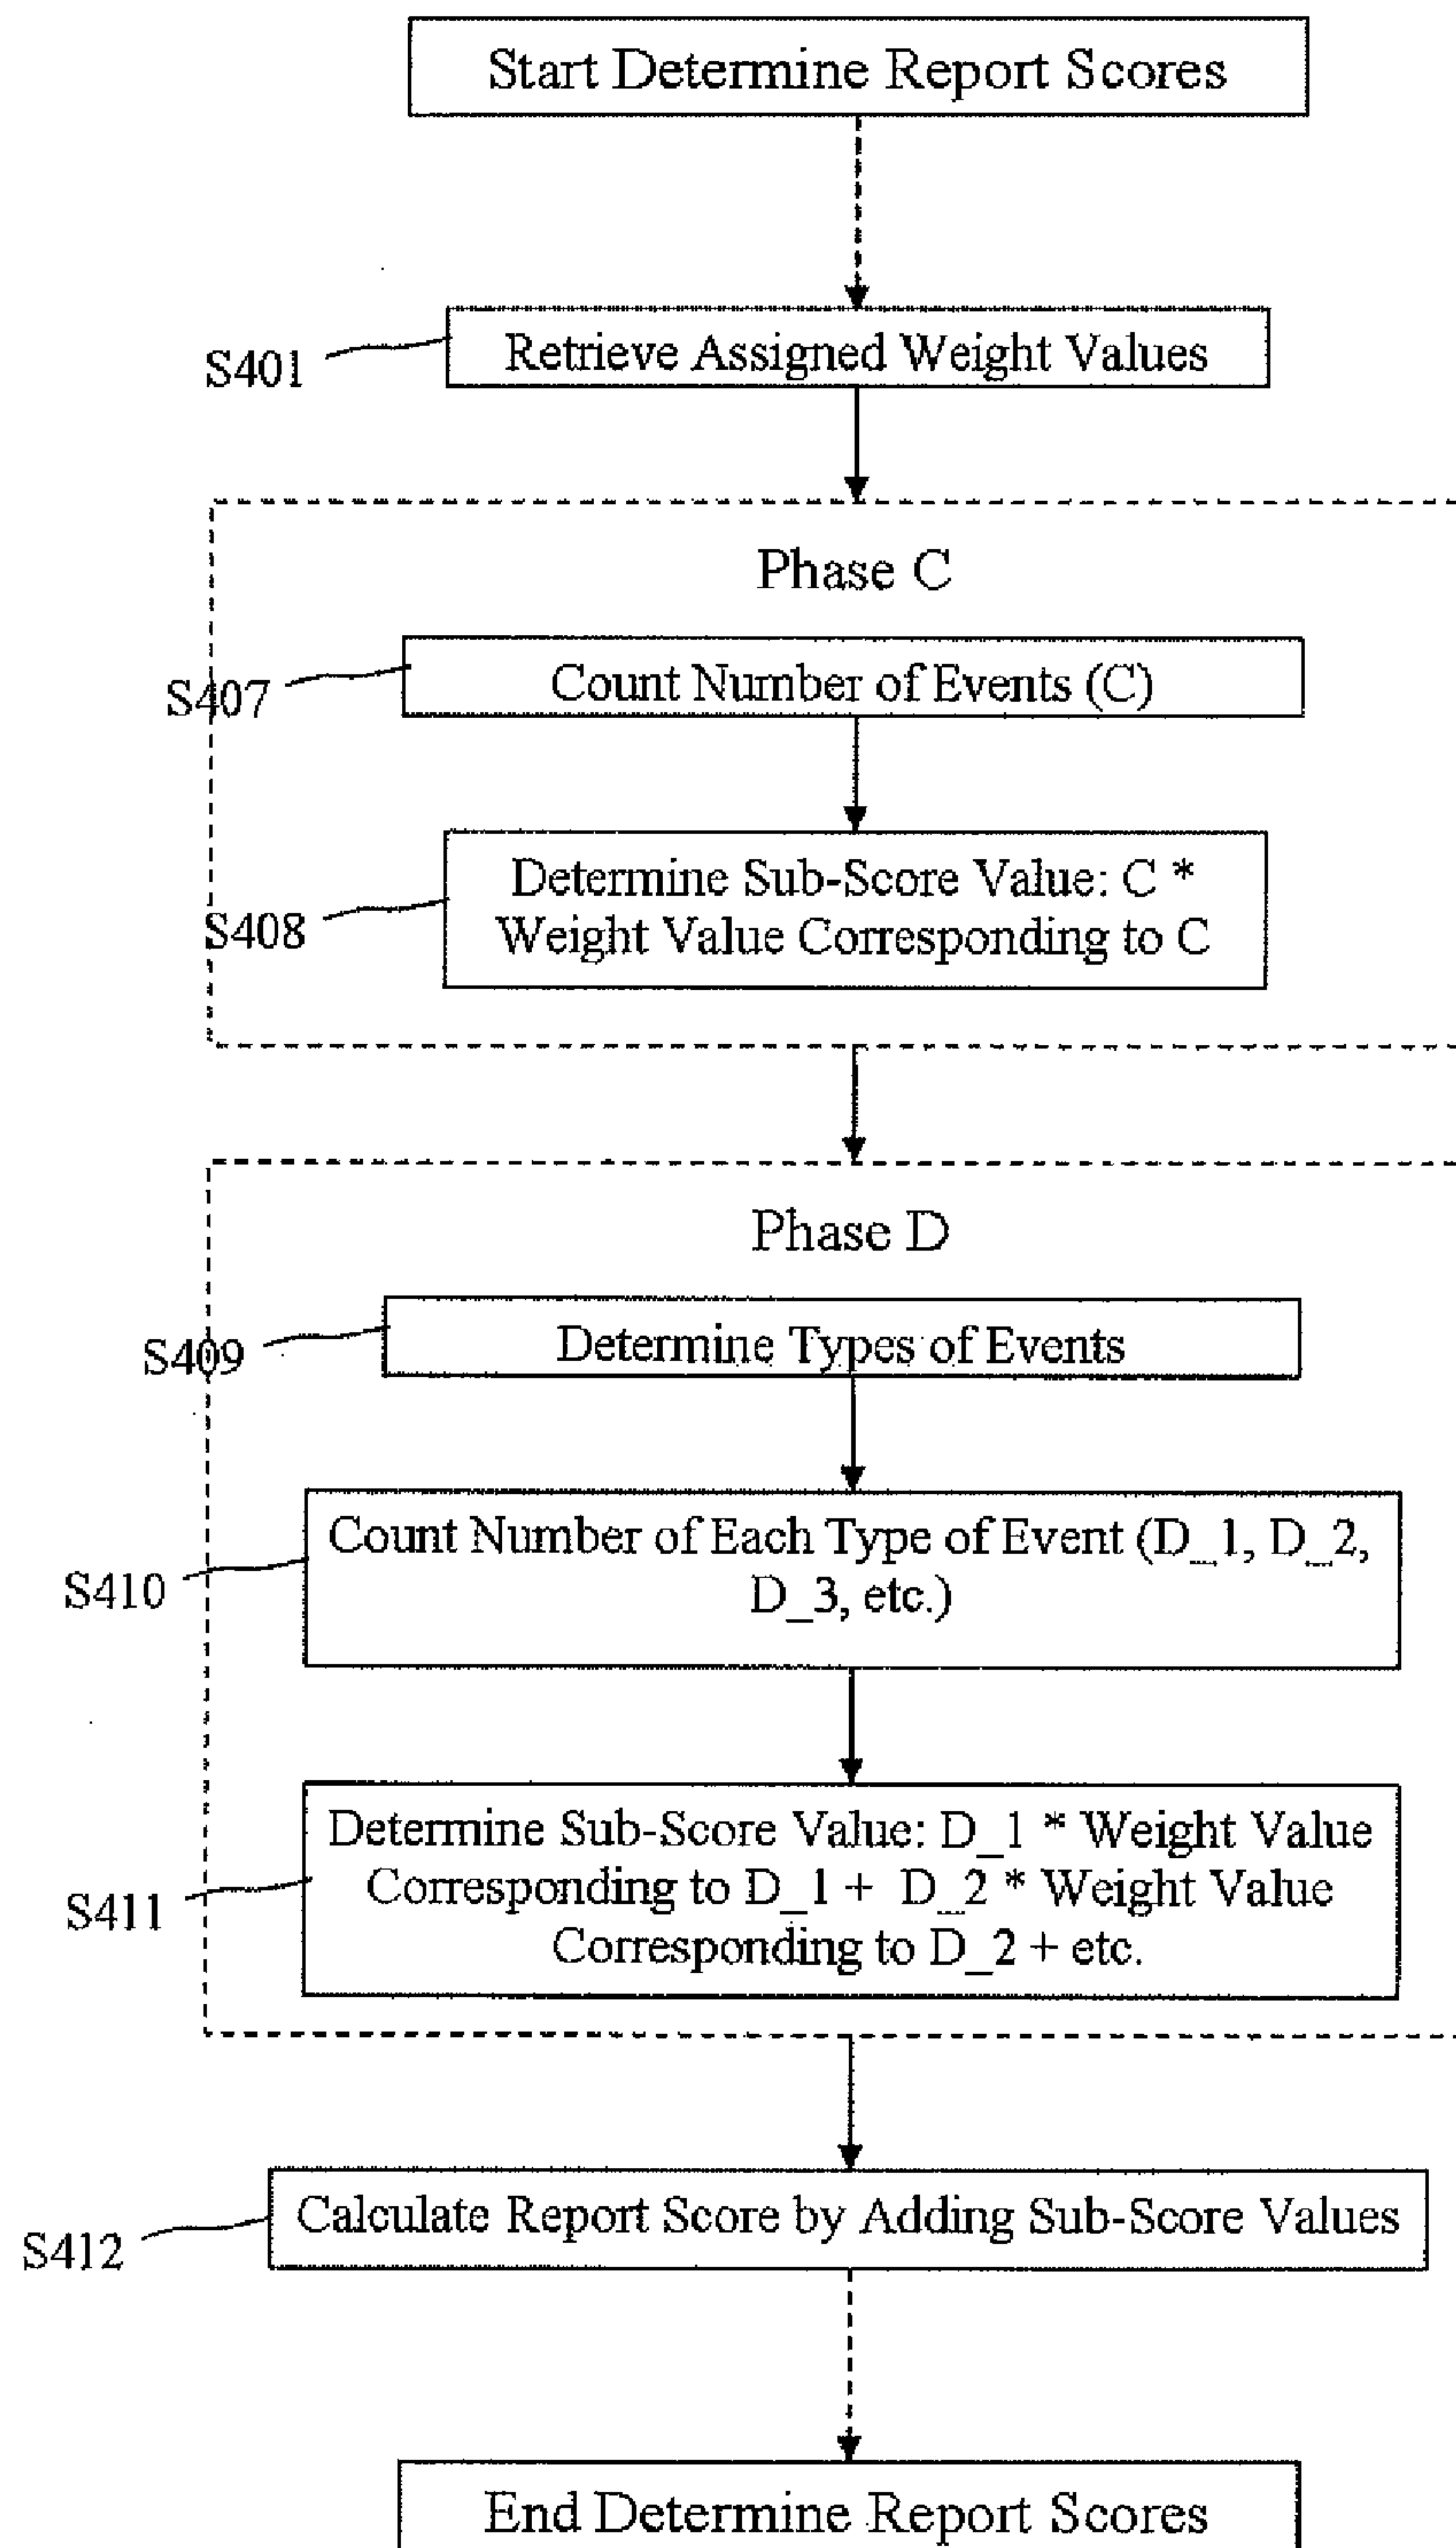 Start Determine Report Scores
S401
Retrieve Assigned Weight Values
Phase C
S407
Count Number of Events (C)
S408
Determine Sub-Score Value: C *
Weight Value Corresponding to C
Phase D
S409
Determine Types of Events
S410
Count Number of Each Type of Event (D_1, D_2,
D_3, etc.)
S411
Determine Sub-Score Value: D_1 * Weight Value
Corresponding to D_1 + D_2 * Weight Value
Corresponding to D_2 + etc.
S412
Calculate Report Score by Adding Sub-Score Values
End Determine Report Scores